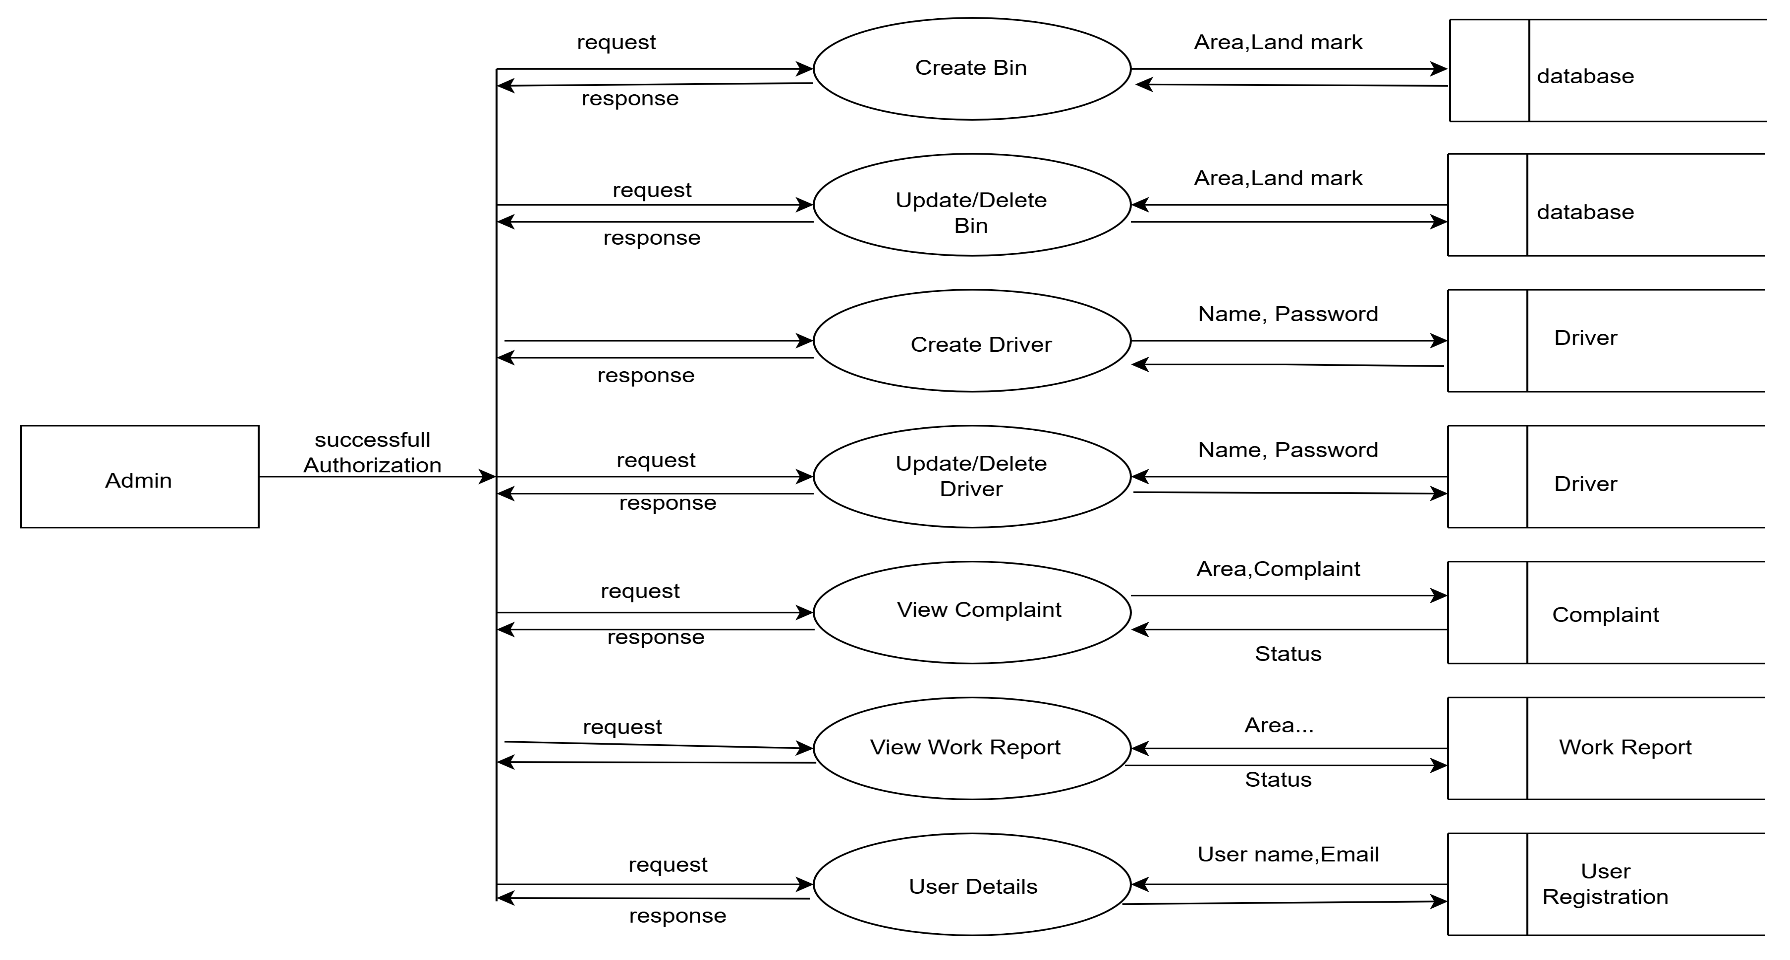 request
Create Bin
Area,Land mark
database
response
request
Update/Delete
Bin
Area,Land mark
database
response
Create Driver
Name, Password
Driver
response
Admin
successfull
Authorization
request
Update/Delete
Driver
Name, Password
Driver
response
request
View Complaint
Area,Complaint
Complaint
response
Status
request
View Work Report
Area...
Work Report
Status
request
User Details
User name,Email
User
Registration
response